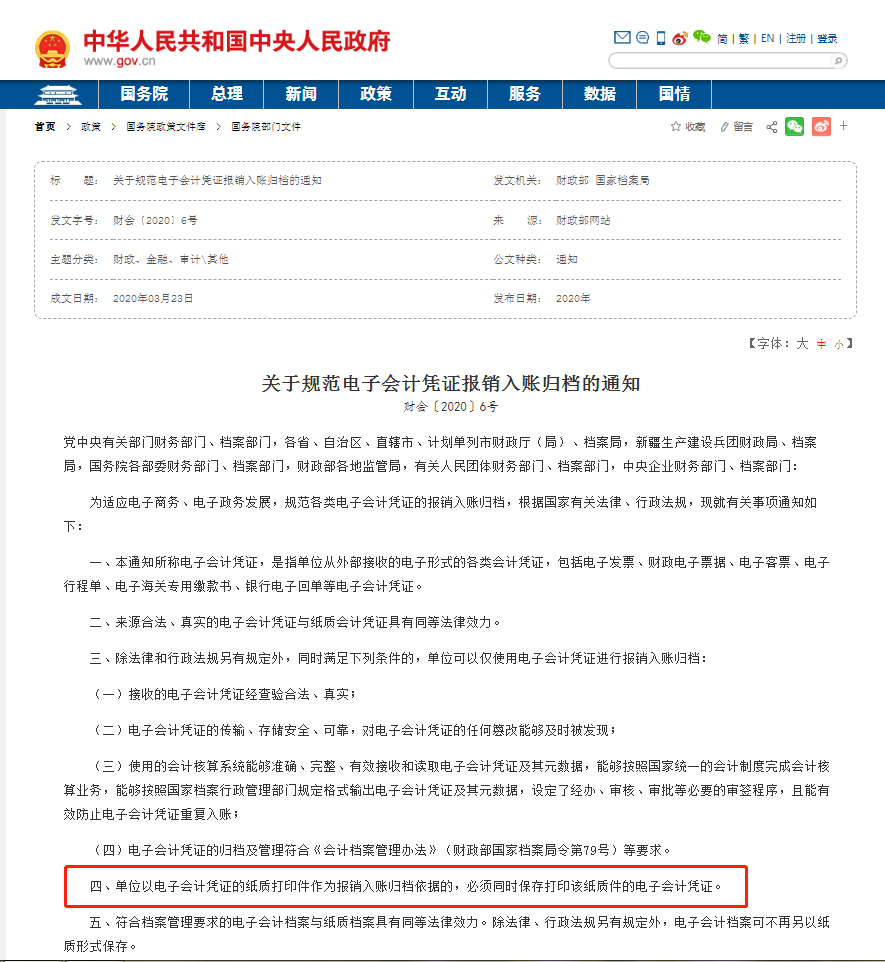 中华人民共和国中央人民政府
www.gov.cn
简 | 繁 | EN | 注册 | 登录
国务院 总理 新闻 政策 互动 服务 数据 国情
首页 > 政策 > 国务院政策文件库 > 国务院部门文件
收藏 留言
标 题： 关于规范电子会计凭证报销入账归档的通知 发文机关： 财政部 国家档案局
发文字号： 财会〔2020〕6号 来 源： 财政部网站
主题分类： 财政、金融、审计\其他 公文种类： 通知
成文日期： 2020年03月23日 发布日期： 2020年
【字体：大 中 小】
关于规范电子会计凭证报销入账归档的通知
财会〔2020〕6号
党中央有关部门财务部门、档案部门，各省、自治区、直辖市、计划单列市财政厅（局）、档案局，新疆生产建设兵团财政局、档案
局，国务院各部委财务部门、档案部门，财政部各地监管局，有关人民团体财务部门、档案部门，中央企业财务部门、档案部门：
为适应电子商务、电子政务发展，规范各类电子会计凭证的报销入账归档，根据国家有关法律、行政法规，现就有关事项通知如
下：
一、本通知所称电子会计凭证，是指单位从外部接收的电子形式的各类会计凭证，包括电子发票、财政电子票据、电子客票、电子
行程单、电子海关专用缴款书、银行电子回单等电子会计凭证。
二、来源合法、真实的电子会计凭证与纸质会计凭证具有同等法律效力。
三、除法律和行政法规另有规定外，同时满足下列条件的，单位可以仅使用电子会计凭证进行报销入账归档：
（一）接收的电子会计凭证经查验合法、真实；
（二）电子会计凭证的传输、存储安全、可靠，对电子会计凭证的任何篡改能够及时被发现；
（三）使用的会计核算系统能够准确、完整、有效接收和读取电子会计凭证及其元数据，能够按照国家统一的会计制度完成会计核
算业务，能够按照国家档案行政管理部门规定格式输出电子会计凭证及其元数据，设定了经办、审核、审批等必要的审签程序，且能有
效防止电子会计凭证重复入账；
（四）电子会计凭证的归档及管理符合《会计档案管理办法》（财政部国家档案局令第79号）等要求。
四、单位以电子会计凭证的纸质打印件作为报销入账归档依据的，必须同时保存打印该纸质件的电子会计凭证。
五、符合档案管理要求的电子会计档案与纸质档案具有同等法律效力。除法律、行政法规另有规定外，电子会计档案可不再另以纸
质形式保存。